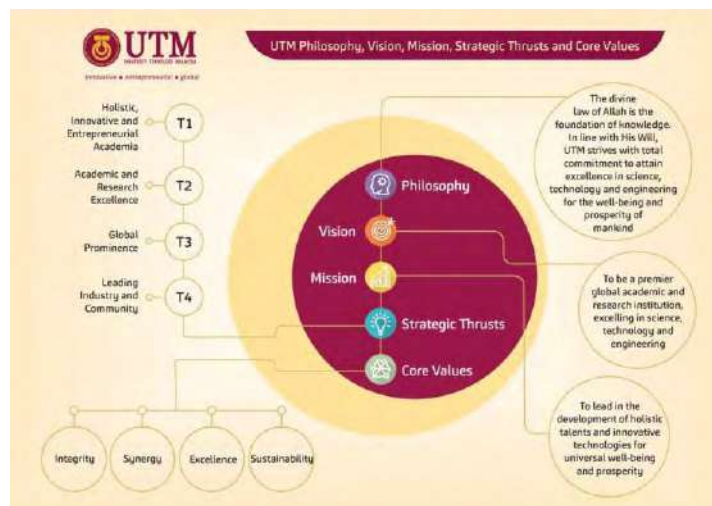 UTM
UNIVERSITI TEKNOLOGI MALAYSIA
innovative ● entrepreneurial ● global
UTM Philosophy, Vision, Mission, Strategic Thrusts and Core Values
Holistic,
Innovative and
Entrepreneurial
Academia
T1
Academic and
Research
Excellence
T2
Global
Prominence
T3
Leading
Industry and
Community
T4
Philosophy
Vision
Mission
Strategic Thrusts
Core Values
The divine
law of Allah is the
foundation of knowledge.
In line with His Will,
UTM strives with total
commitment to attain
excellence in science,
technology and engineering
for the well-being and
prosperity of
mankind
To be a premier
global academic and
research institution,
excelling in science,
technology and
engineering
To lead in the
development of holistic
talents and innovative
technologies for
universal well-being
and prosperity
Integrity
Synergy
Excellence
Sustainability